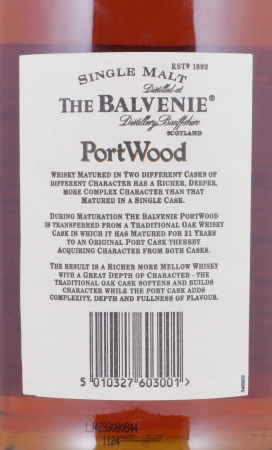 ESTD 1892
SINGLE MALT
Distilled at
THE BALVENIE®
Distillery, Banffshire
SCOTLAND
PortWood
WHISKY MATURED IN TWO DIFFERENT CASKS OF
DIFFERENT CHARACTER HAS A RICHER, DEEPER,
MORE COMPLEX CHARACTER THAN THAT
MATURED IN A SINGLE CASK.
DURING MATURATION THE BALVENIE PORTWOOD
IS TRANSFERRED FROM A TRADITIONAL OAK WHISKY
CASK IN WHICH IT HAS MATURED FOR 21 YEARS
TO AN ORIGINAL PORT CASK THEREBY
ACQUIRING CHARACTER FROM BOTH CASES.
THE RESULT IS A RICHER MORE MELLOW WHISKY
WITH A GREAT DEPTH OF CHARACTER - THE
TRADITIONAL OAK CASK SOFTENS AND BUILDS
CHARACTER WHILE THE PORT CASK ADDS
COMPLEXITY, DEPTH AND FULLNESS OF FLAVOUR.
5 010327 603001 >
1124